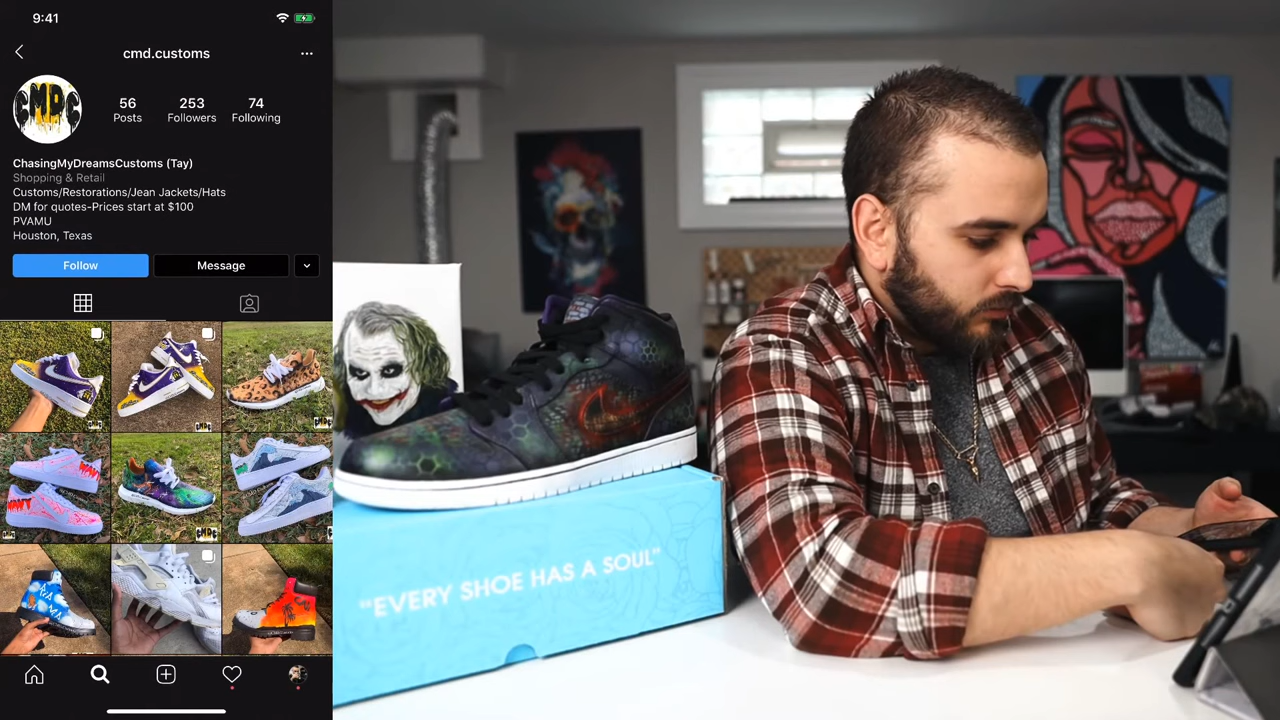 9:41
cmd.customs
CMDC
56
Posts
253
Followers
74
Following
ChasingMyDreamsCustoms (Tay)
Shopping & Retail
Customs/Restorations/Jean Jackets/Hats
DM for quotes-Prices start at $100
PVAMU
Houston, Texas
Follow
Message
"EVERY SHOE HAS A SOUL"